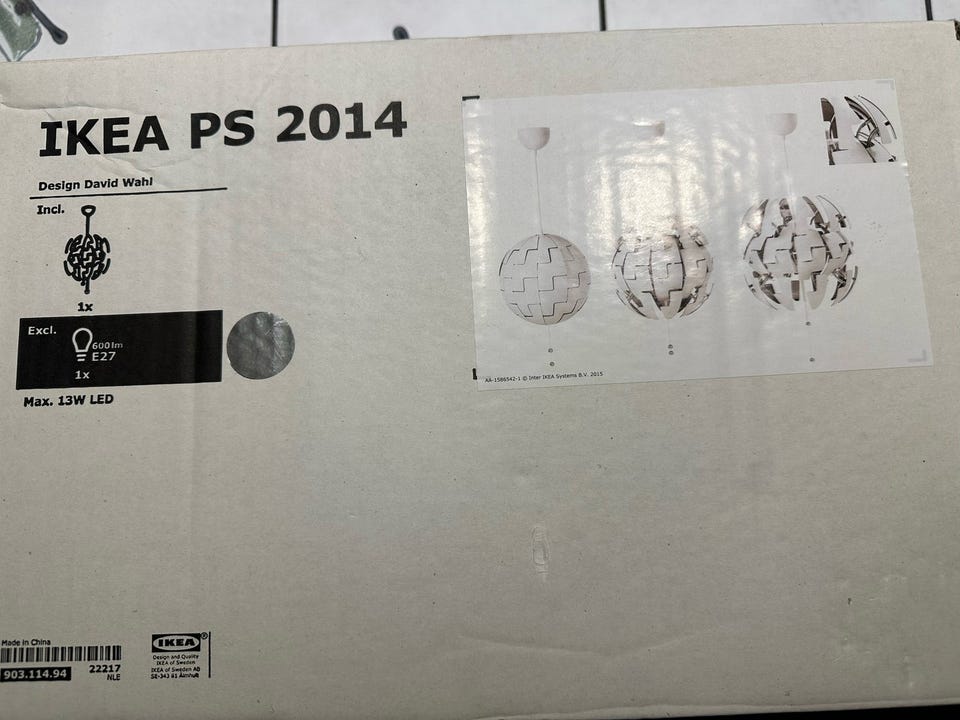 IKEA PS 2014
Design David Wahl
Incl.
1x
Excl.
600lm
E27
1x
Max. 13W LED
AA-1586542-1 © Inter IKEA Systems B.V. 2015
Made in China
903.114.94
22217
NLE
IKEA®
Design and Quality
IKEA of Sweden
IKEA of Sweden AB
SE-343 81 Älmhult